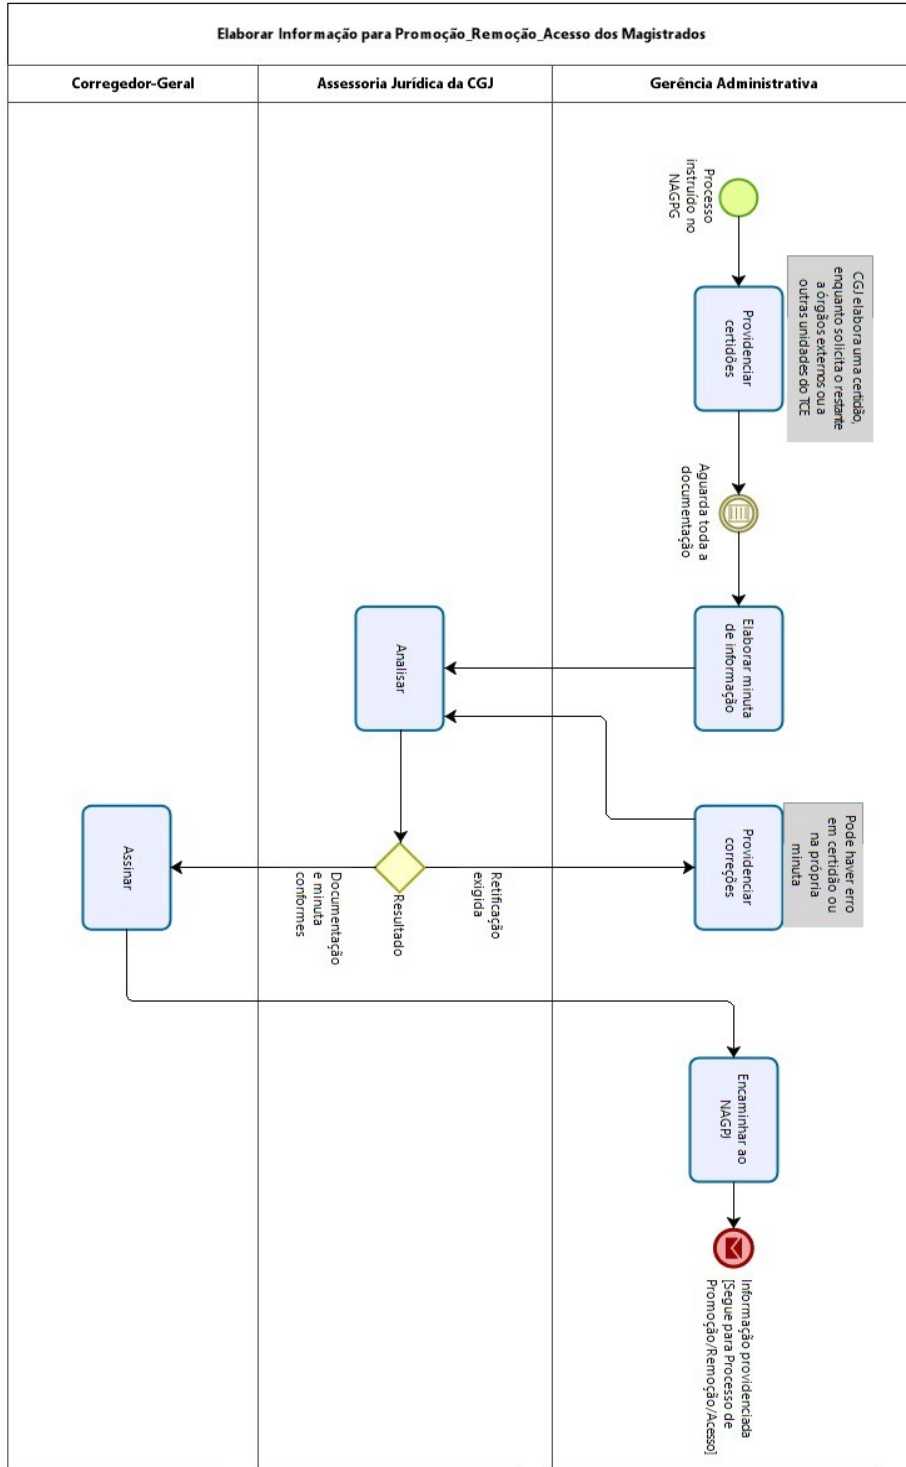 Elaborar Informação para Promoção_Remoção_Acesso dos Magistrados
Corregedor-Geral
Assessoria Jurídica da CGJ
Gerência Administrativa
Processo
instruído no
NAGPG
CGJ elabora uma certidão,
enquanto solicita o restante
a órgãos externos ou a
outras unidades do TCE
Providenciar
certidões
Aguarda toda a
documentação
Elaborar minuta
de informação
Analisar
Pode haver erro
em certidão ou
na própria
minuta
Providenciar
correções
Resultado
Retificação
exigida
Documentação
e minuta
conformes
Assinar
Encaminhar ao
NAGPJ
Informação providenciada
[Segue para Processo de
Promoção/Remoção/Acesso]